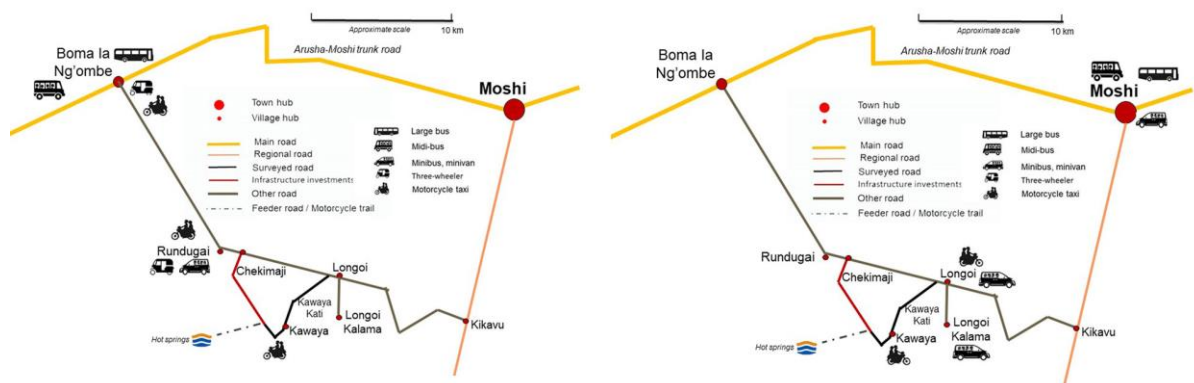 Approximate scale
10 km
Arusha-Moshi trunk road
Boma la
Ng'ombe
Moshi
Town hub
Village hub
Main road
Regional road
Surveyed road
Infrastructure investments
Other road
Feeder road / Motorcycle trail
Large bus
Midi-bus
Minibus, minivan
Three-wheeler
Motorcycle taxi
Rundugai
Chekimaji
Longoi
Kawaya
Kati
Longoi
Kalama
Kawaya
Kikavu
Hot springs
Approximate scale
10 km
Arusha-Moshi trunk road
Boma la
Ng'ombe
Moshi
Town hub
Village hub
Main road
Regional road
Surveyed road
Infrastructure investments
Other road
Feeder road / Motorcycle trail
Large bus
Midi-bus
Minibus, minivan
Three-wheeler
Motorcycle taxi
Rundugai
Chekimaji
Longoi
Kawaya
Kati
Longoi
Kalama
Kawaya
Kikavu
Hot springs